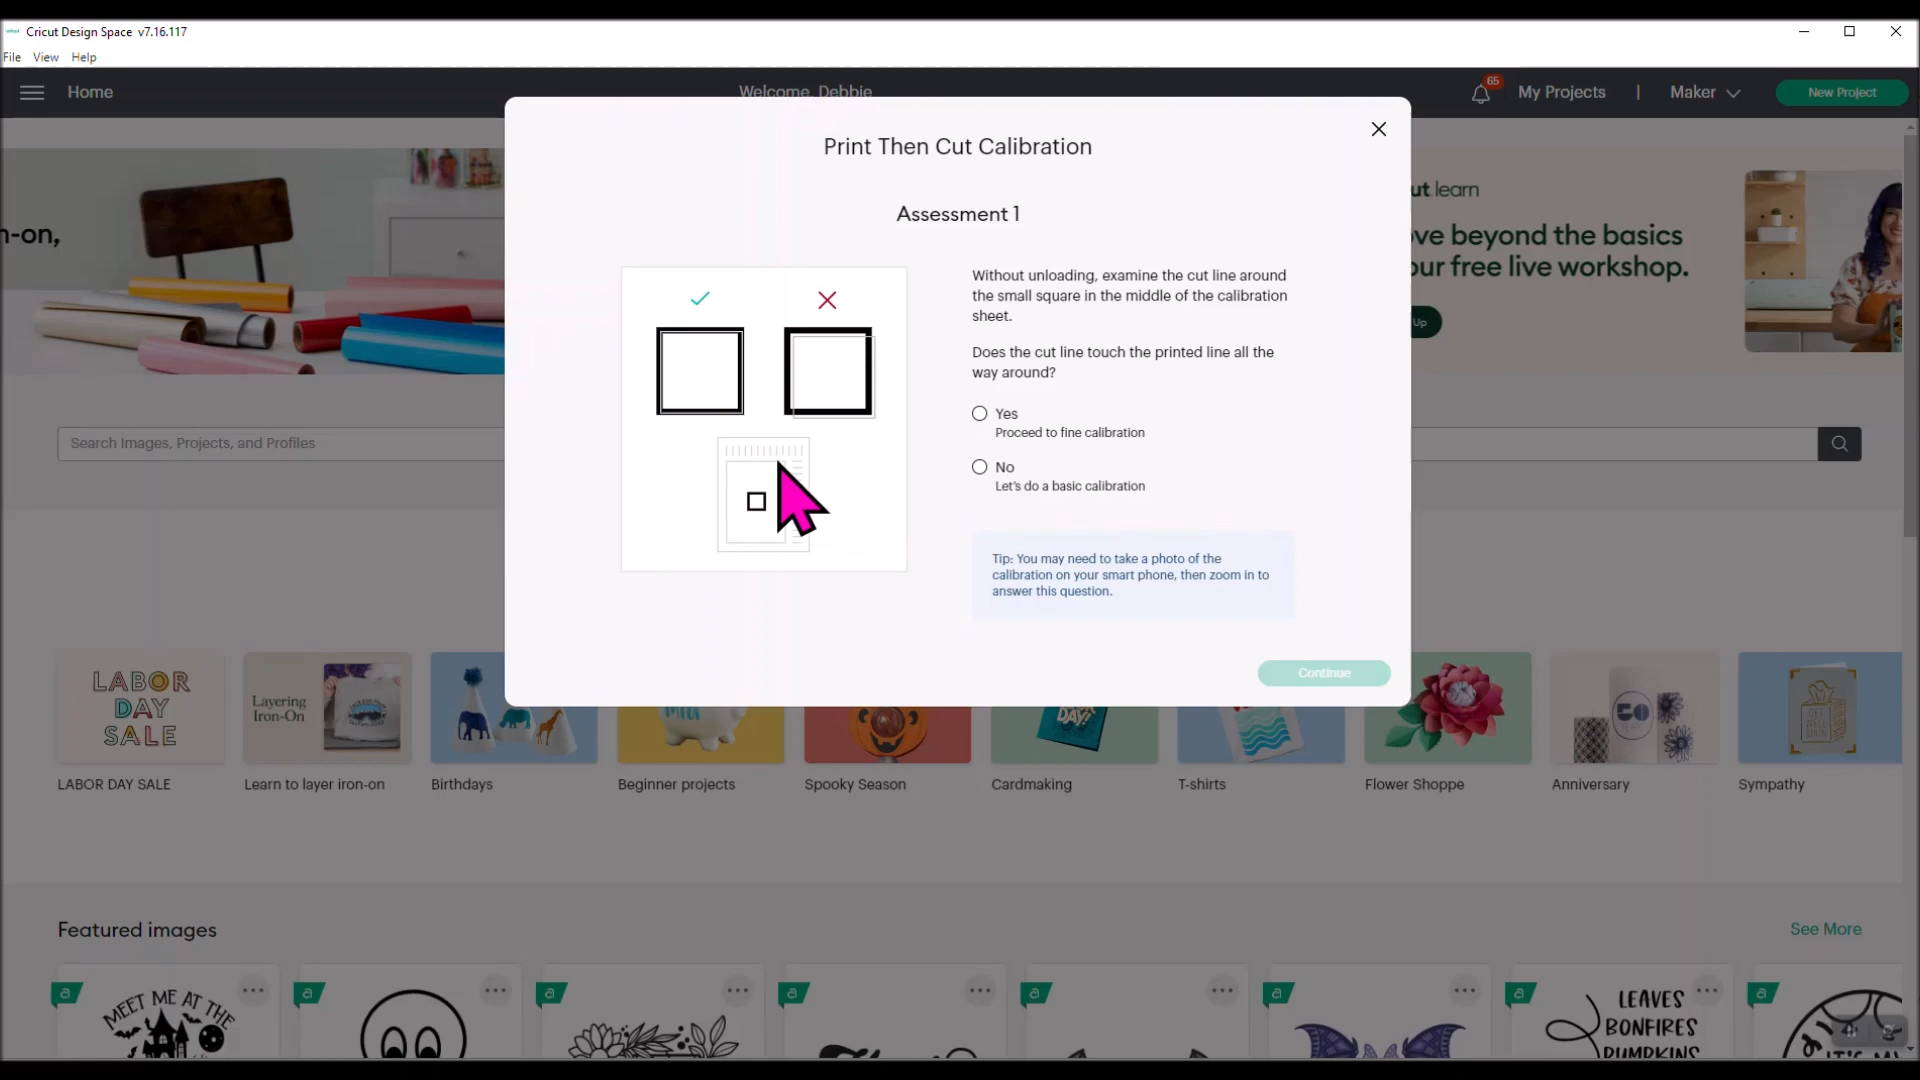 Cricut Design Space v7.16.117
File View Help
Home
Welcome, Debbie
65
My Projects
|
Maker
New Project
Print Then Cut Calibration
Assessment 1
Without unloading, examine the cut line around
the small square in the middle of the calibration
sheet.
Does the cut line touch the printed line all the
way around?
Yes
Proceed to fine calibration
No
Let's do a basic calibration
Tip: You may need to take a photo of the
calibration on your smart phone, then zoom in to
answer this question.
Continue
n-on,
ut learn
ve beyond the basics
our free live workshop.
Up
Search Images, Projects, and Profiles
LABOR
DAY
SALE
Layering
Iron-On
DAY!
50
LABOR DAY SALE
Learn to layer iron-on
Birthdays
Beginner projects
Spooky Season
Cardmaking
T-shirts
Flower Shoppe
Anniversary
Sympathy
Featured images
See More
a
a
a
a
a
a
a
a
MEET ME AT THE
LEAVES
BONFIRES
PUMPKINS